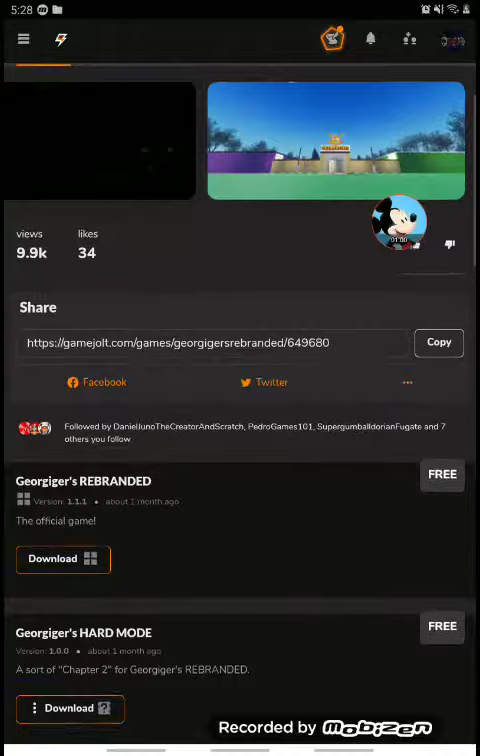 5:28
01:00
views
likes
9.9k
34
Share
https://gamejolt.com/games/georgigersrebranded/649680
Copy
Facebook
Twitter
Followed by DanielJunoTheCreatorAndScratch, PedroGames101, SupergumballdorianFugate and 7
others you follow
Georgiger's REBRANDED
FREE
Version: 1.1.1 • about 1 month ago
The official game!
Download
Georgiger's HARD MODE
FREE
Version: 1.0.0 • about 1 month ago
A sort of "Chapter 2" for Georgiger's REBRANDED.
Download
Recorded by Mobizen